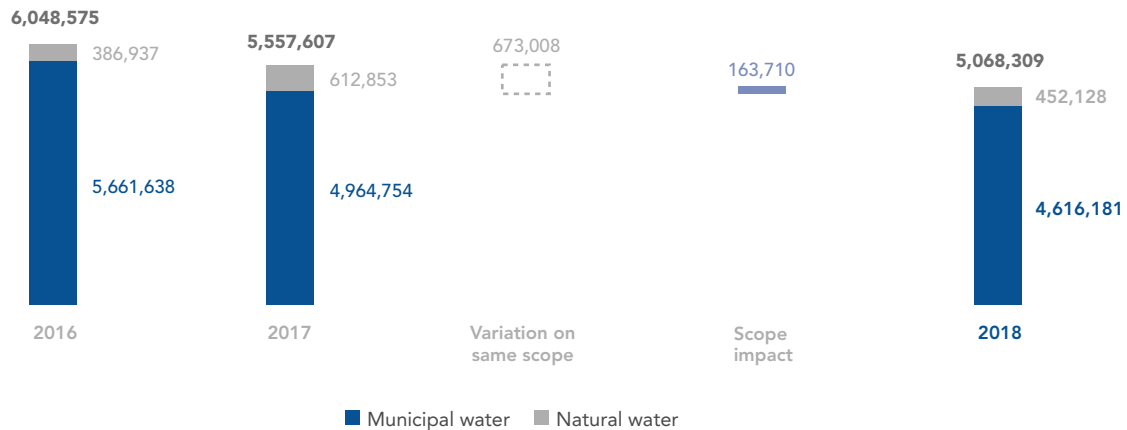 6,048,575
386,937
5,661,638
2016
5,557,607
612,853
4,964,754
2017
673,008
Variation on
same scope
163,710
Scope
impact
5,068,309
452,128
4,616,181
2018
Municipal water
Natural water